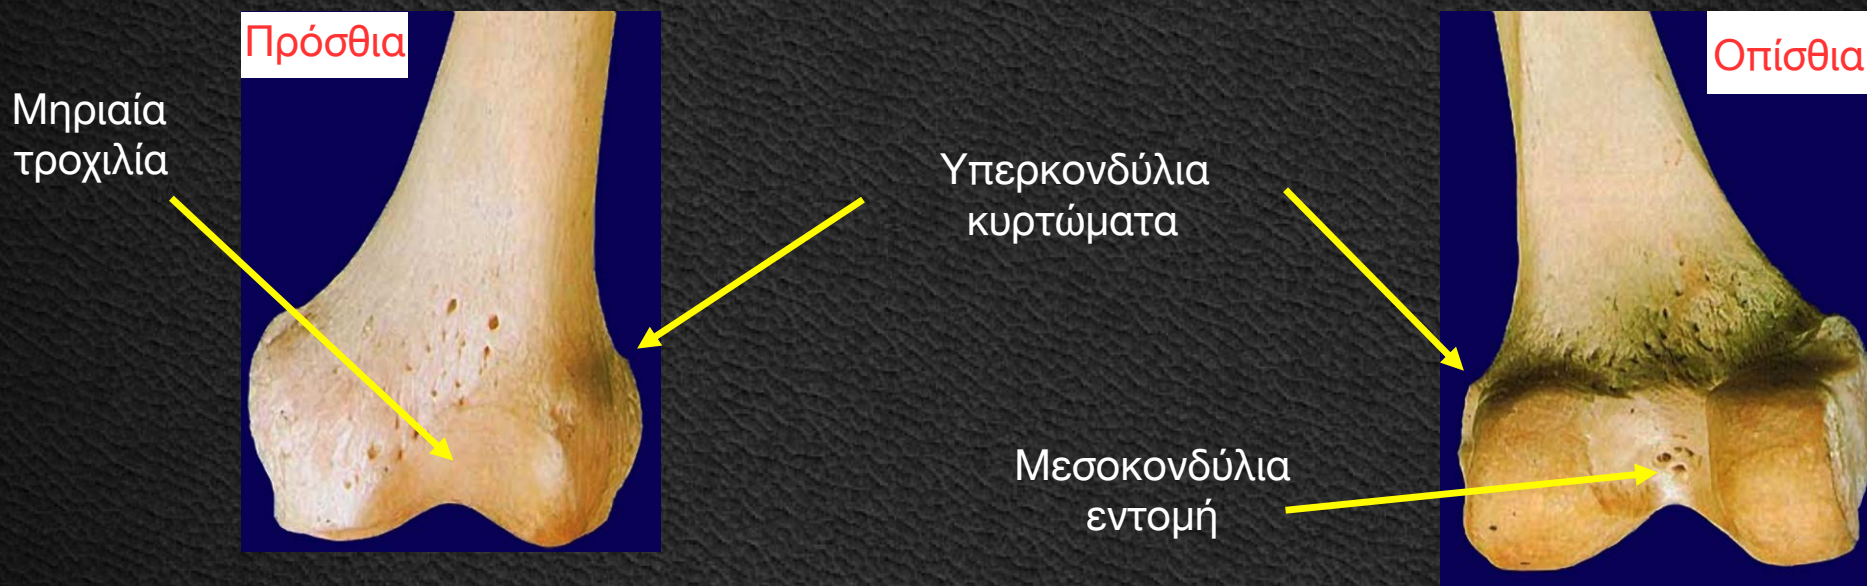 Πρόσθια
Οπίσθια
Μηριαία
τροχιλία
Υπερκονδύλια
κυρτώματα
Μεσοκονδύλια
εντομή